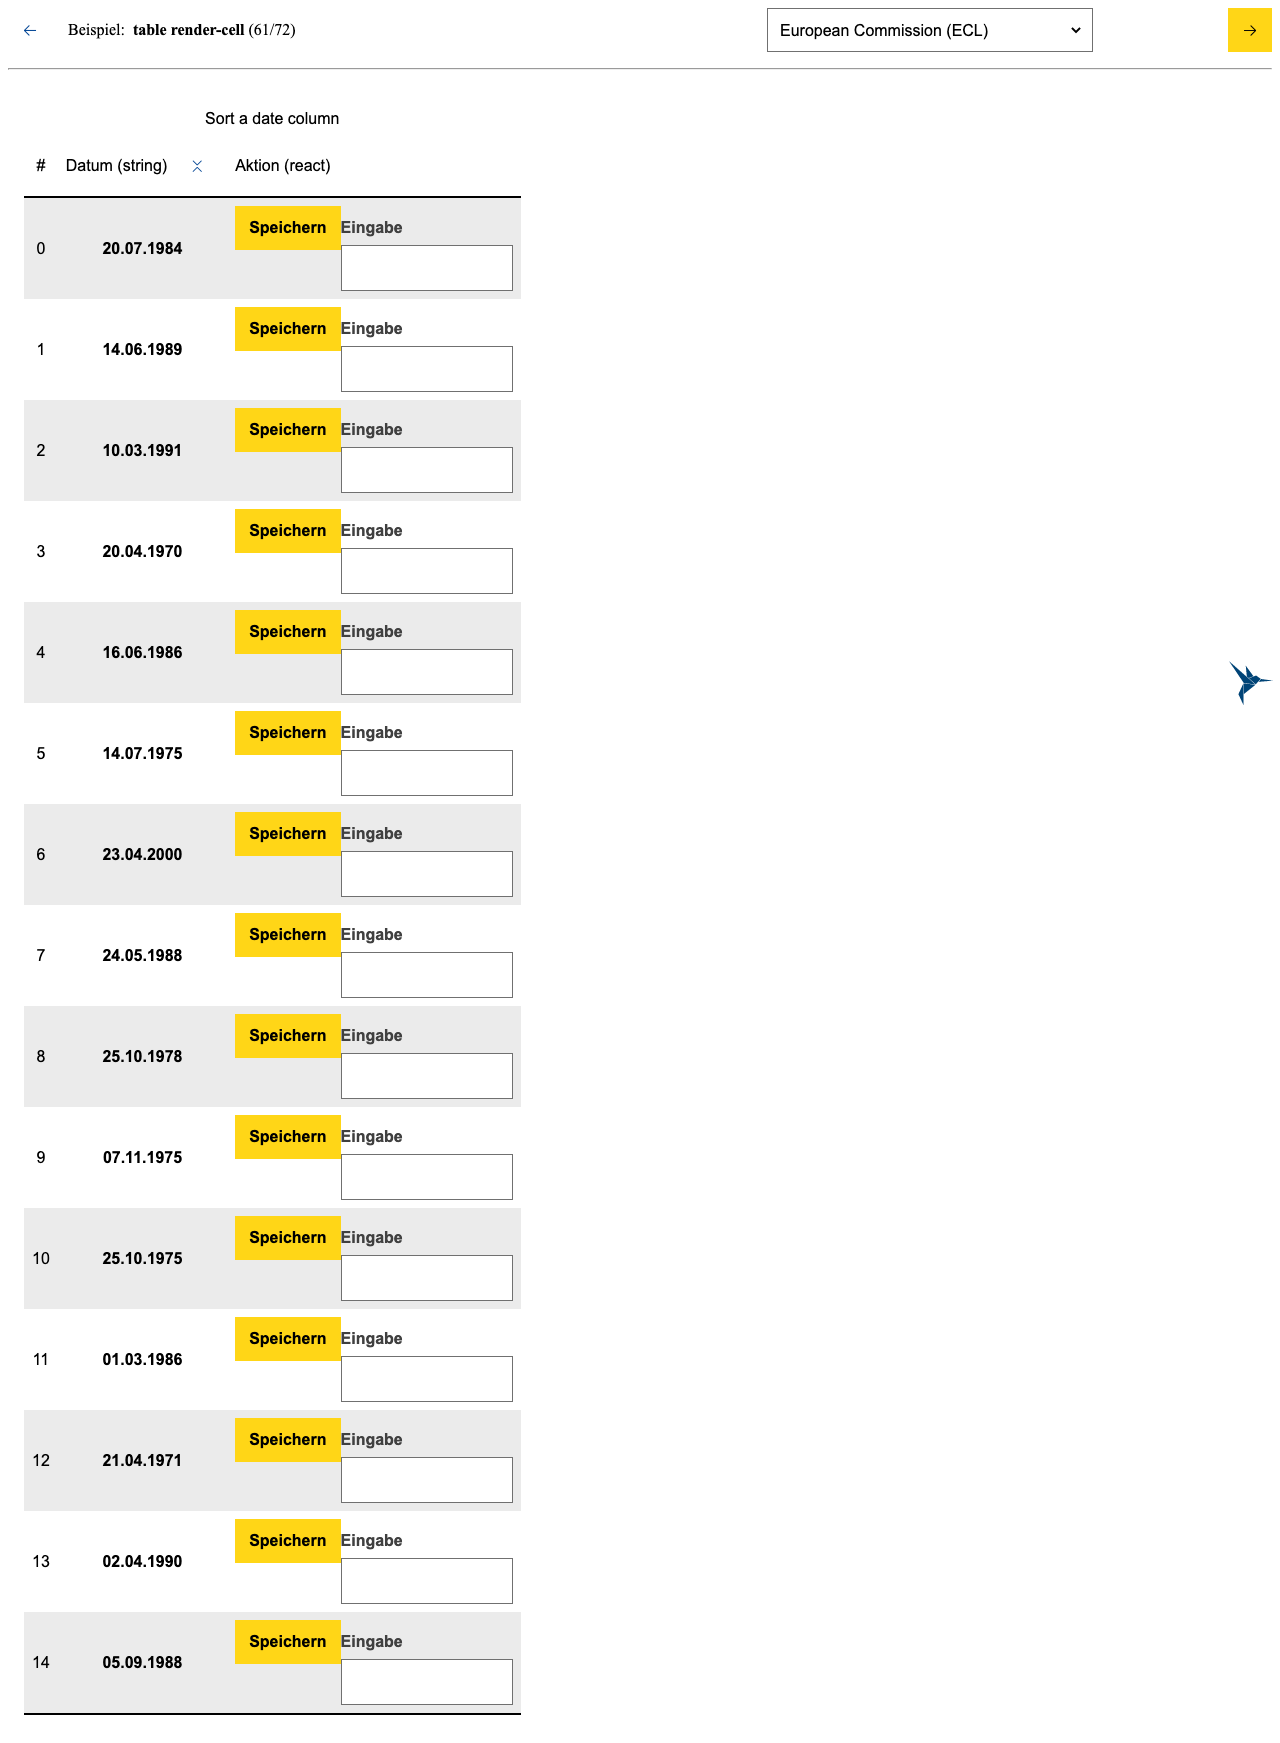 Beispiel: table render-cell (61/72) European Commission (ECL)
Sort a date column
# Datum (string) Aktion (react)
0 20.07.1984 Speichern Eingabe
1 14.06.1989 Speichern Eingabe
2 10.03.1991 Speichern Eingabe
3 20.04.1970 Speichern Eingabe
4 16.06.1986 Speichern Eingabe
5 14.07.1975 Speichern Eingabe
6 23.04.2000 Speichern Eingabe
7 24.05.1988 Speichern Eingabe
8 25.10.1978 Speichern Eingabe
9 07.11.1975 Speichern Eingabe
10 25.10.1975 Speichern Eingabe
11 01.03.1986 Speichern Eingabe
12 21.04.1971 Speichern Eingabe
13 02.04.1990 Speichern Eingabe
14 05.09.1988 Speichern Eingabe